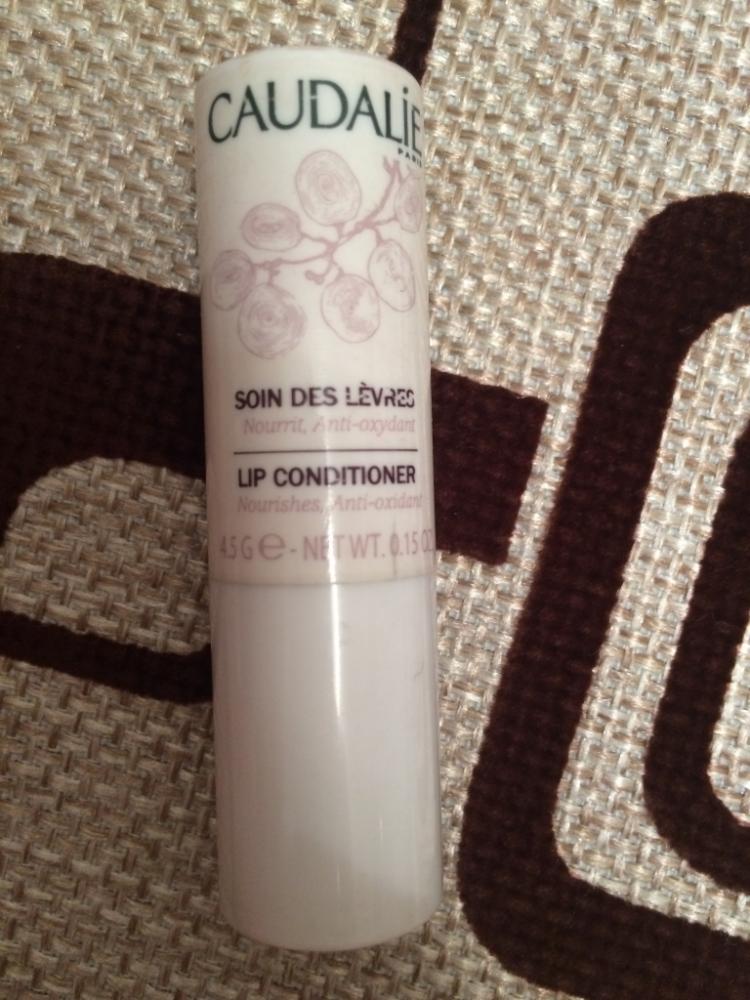 CAUDALIE
PARIS
SOIN DES LÈVRES
Nourrit, Anti-oxydant
LIP CONDITIONER
Nourishes, Anti-oxidant
4.5 G e - NET WT. 0.15 OZ